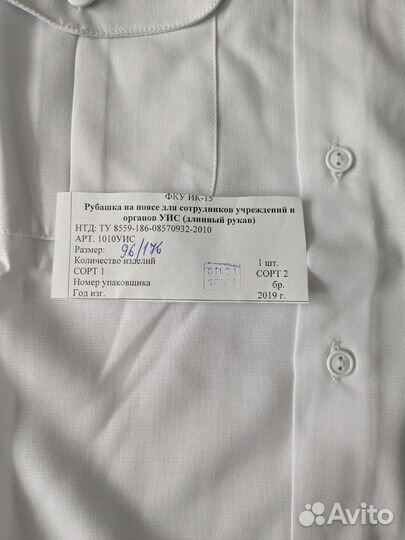 ФКУ ИК-15
Рубашка на поясе для сотрудников учреждений и
органов УИС (длинный рукав)
НТД: ТУ 8559-186-08570932-2010
АРТ. 1010УИС
Размер: 96/176
Количество изделий 1 шт.
СОРТ 1 СОРТ 2
Номер упаковщика бр.
Год изг. 2019 г.
Avito